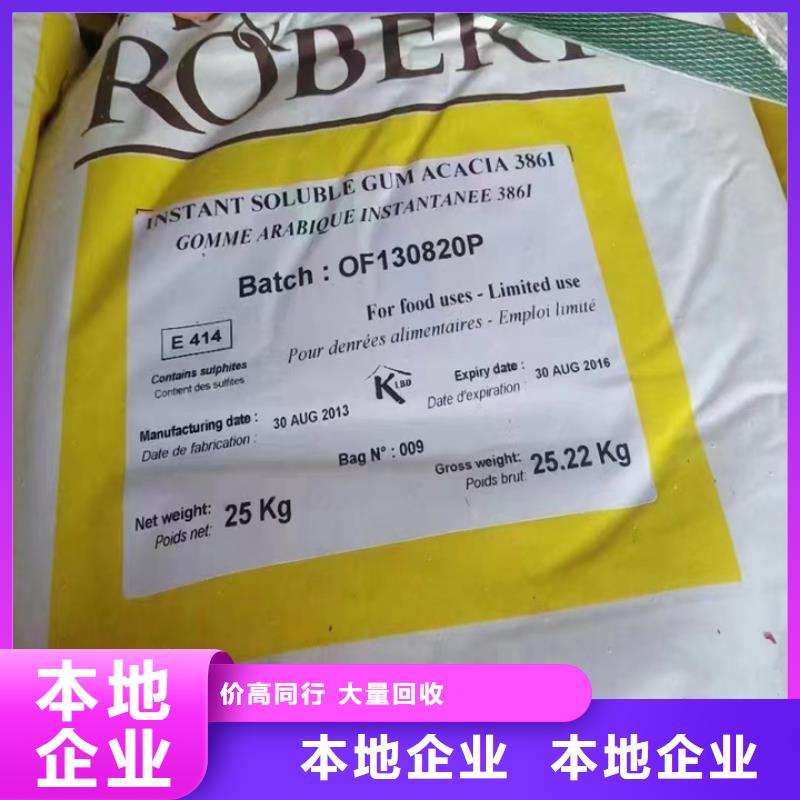 ROBERT
INSTANT SOLUBLE GUM ACACIA 386I
GOMME ARABIQUE INSTANTANEE 386I
Batch : OF130820P
For food uses - Limited use
Pour denrées alimentaires - Emploi limité
E 414
Contains sulphites
Contient des sulfites
K LBD
Expiry date : 30 AUG 2016
Date d'expiration :
Manufacturing date : 30 AUG 2013
Date de fabrication :
Bag N° : 009
Gross weight: 25.22 Kg
Poids brut:
Net weight: 25 Kg
Poids net:
本地
企业
价高同行 大量回收
本地企业 本地企业